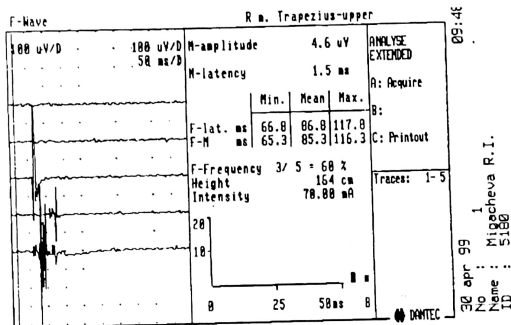 F-Wave
R m. Trapezius-upper
100 uV/D
100 uV/D
50 ms/D
M-amplitude 4.6 uV
M-latency 1.5 ms
Min. Mean Max.
F-lat. ms 66.8 86.8 117.8
F-M ms 65.3 85.3 116.3
F-Frequency 3/ 5 = 60 %
Height 164 cm
Intensity 70.00 mA
20
10
0 25 50ms B
ANALYSE
EXTENDED
A: Acquire
B:
C: Printout
Traces: 1- 5
DANTEC
09:46
30 apr 99
No : 1
Name : Migacheva R.I.
ID : 5180